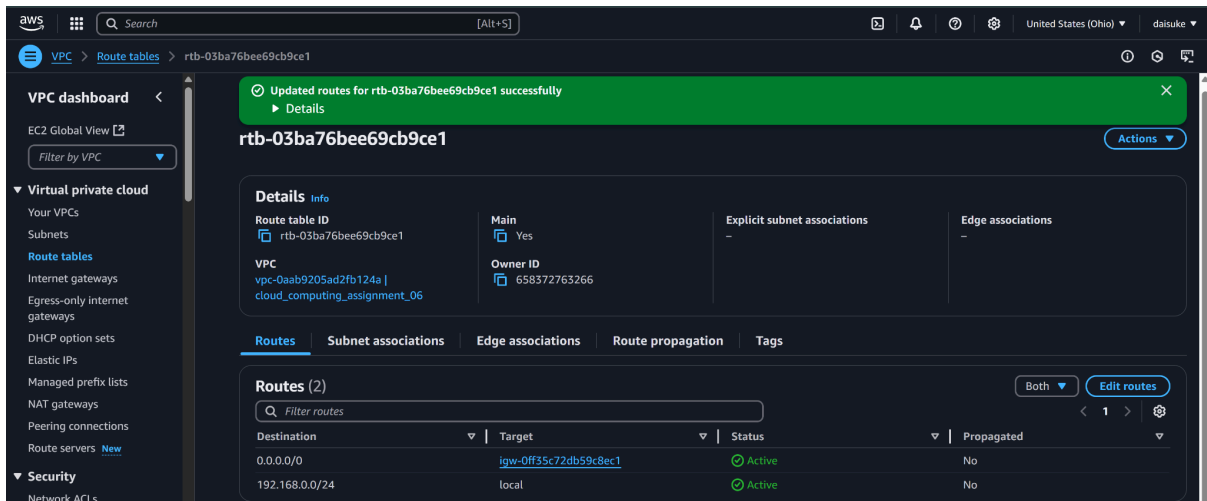 aws
Search [Alt+S]
United States (Ohio) ▼ daisuke ▼
VPC > Route tables > rtb-03ba76bee69cb9ce1
VPC dashboard
EC2 Global View
Filter by VPC
Virtual private cloud
Your VPCs
Subnets
Route tables
Internet gateways
Egress-only internet
gateways
DHCP option sets
Elastic IPs
Managed prefix lists
NAT gateways
Peering connections
Route servers New
Security
Network ACLs
Updated routes for rtb-03ba76bee69cb9ce1 successfully
Details
rtb-03ba76bee69cb9ce1
Actions
Details Info
Route table ID
rtb-03ba76bee69cb9ce1
Main
Yes
Explicit subnet associations
–
Edge associations
–
VPC
vpc-0aab9205ad2fb124a |
cloud_computing_assignment_06
Owner ID
658372763266
Routes Subnet associations Edge associations Route propagation Tags
Routes (2)
Both Edit routes
Filter routes
1
Destination Target Status Propagated
0.0.0.0/0 igw-0ff35c72db59c8ec1 Active No
192.168.0.0/24 local Active No